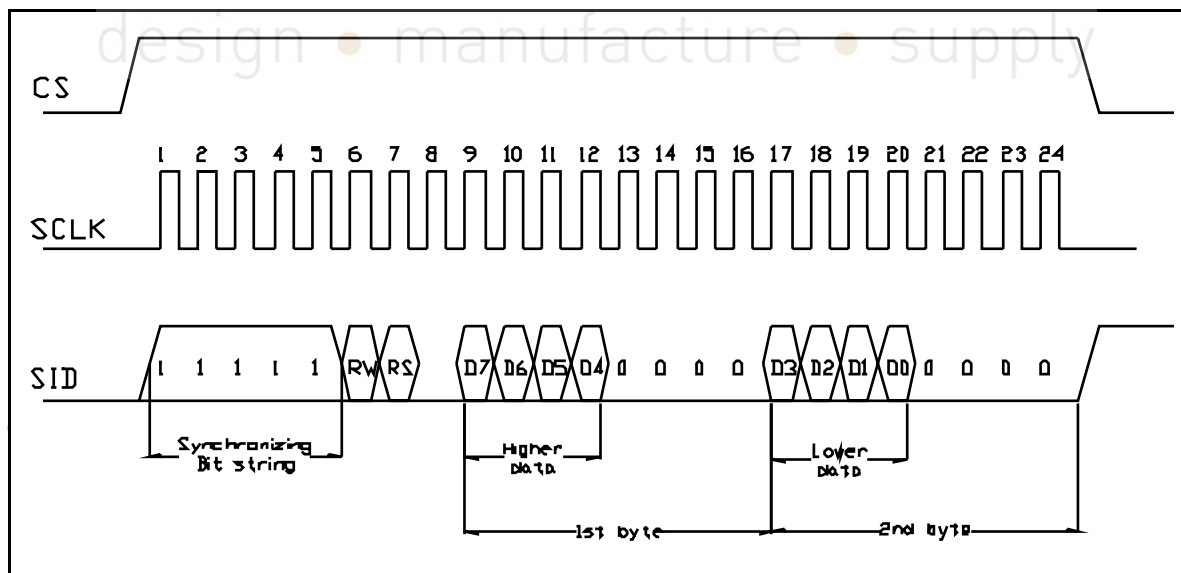 design • manufacture • supply
CS
1 2 3 4 5 6 7 8 9 10 11 12 13 14 15 16 17 18 19 20 21 22 23 24
SCLK
SID 1 1 1 1 1 RW RS D7 D6 D5 D4 0 0 0 0 D3 D2 D1 D0 0 0 0 0
Synchronizing Higher Lower
Bit string data data
1st byte 2nd byte